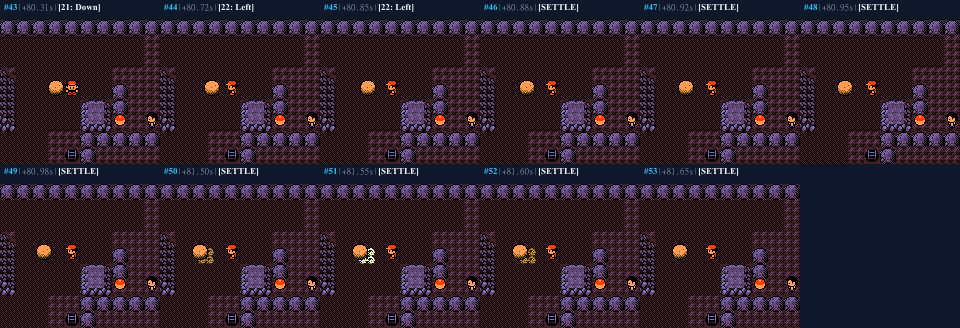 #43|+80.31s|[21: Down]
#44|+80.72s|[22: Left]
#45|+80.85s|[22: Left]
#46|+80.88s|[SETTLE]
#47|+80.92s|[SETTLE]
#48|+80.95s|[SETTLE]
#49|+80.98s|[SETTLE]
#50|+81.50s|[SETTLE]
#51|+81.55s|[SETTLE]
#52|+81.60s|[SETTLE]
#53|+81.65s|[SETTLE]